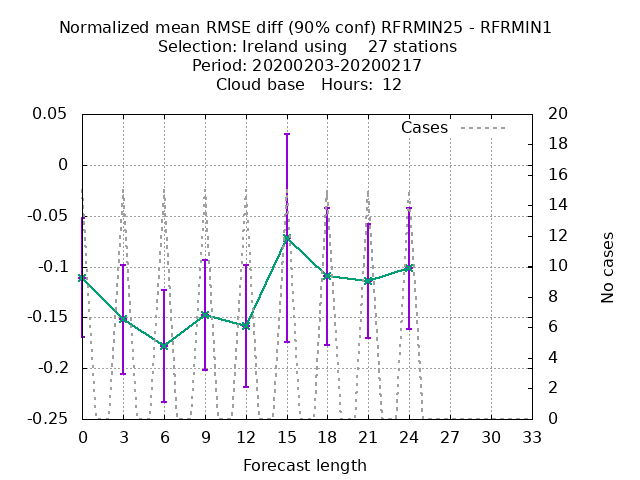 Normalized mean RMSE diff (90% conf) RFRMIN25 - RFRMIN1
Selection: Ireland using    27 stations
Period: 20200203-20200217
Cloud base   Hours:  12
Cases
0.05
0
-0.05
-0.1
-0.15
-0.2
-0.25
20
18
16
14
12
10
8
6
4
2
0
No cases
0 3 6 9 12 15 18 21 24 27 30 33
Forecast length